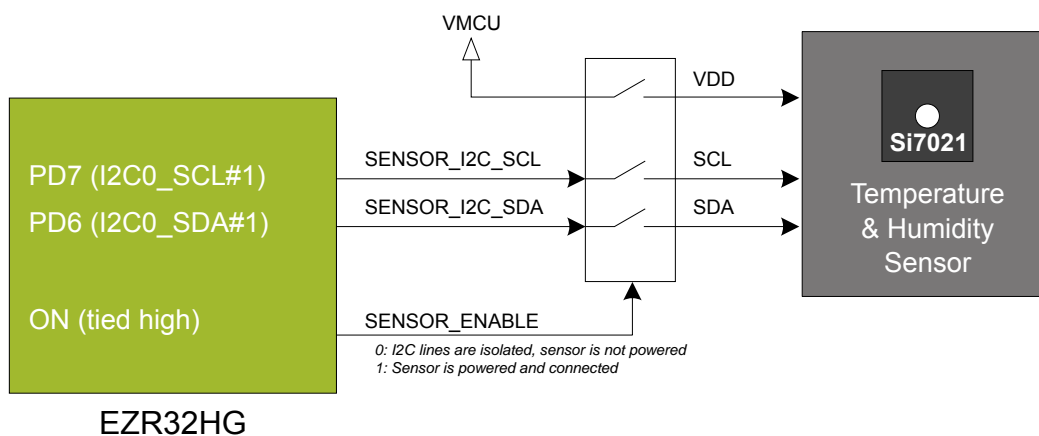 VMCU
VDD
Si7021
PD7 (I2C0_SCL#1)
SENSOR_I2C_SCL
SCL
PD6 (I2C0_SDA#1)
SENSOR_I2C_SDA
SDA
Temperature
& Humidity
Sensor
ON (tied high)
SENSOR_ENABLE
0: I2C lines are isolated, sensor is not powered
1: Sensor is powered and connected
EZR32HG